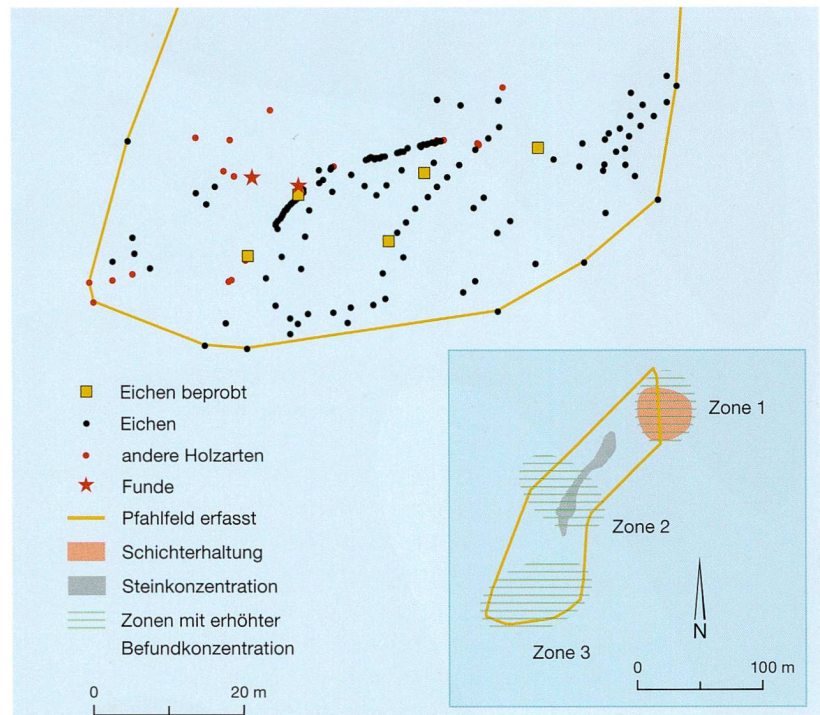 Eichen beprobt
Eichen
andere Holzarten
Funde
Pfahlfeld erfasst
Schichterhaltung
Steinkonzentration
Zonen mit erhöhter
Befundkonzentration
0 20 m
Zone 1
Zone 2
Zone 3
N
0 100 m